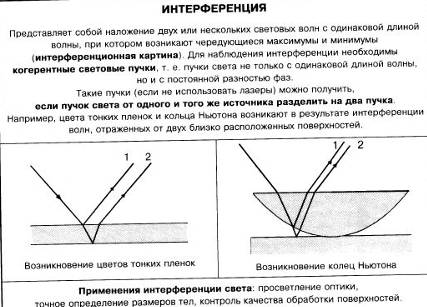 ИНТЕРФЕРЕНЦИЯ
Представляет собой наложение двух или нескольких световых волн с одинаковой длиной
волны, при котором возникают чередующиеся максимумы и минимумы
(интерференционная картина). Для наблюдения интерференции необходимы
когерентные световые пучки, т. е. пучки света не только с одинаковой длиной волны,
но и с постоянной разностью фаз.
Такие пучки (если не использовать лазеры) можно получить,
если пучок света от одного и того же источника разделить на два пучка.
Например, цвета тонких пленок и кольца Ньютона возникают в результате интерференции
волн, отраженных от двух близко расположенных поверхностей.
1 2
1 2
Возникновение цветов тонких пленок
Возникновение колец Ньютона
Применения интерференции света: просветление оптики,
точное определение размеров тел, контроль качества обработки поверхностей.